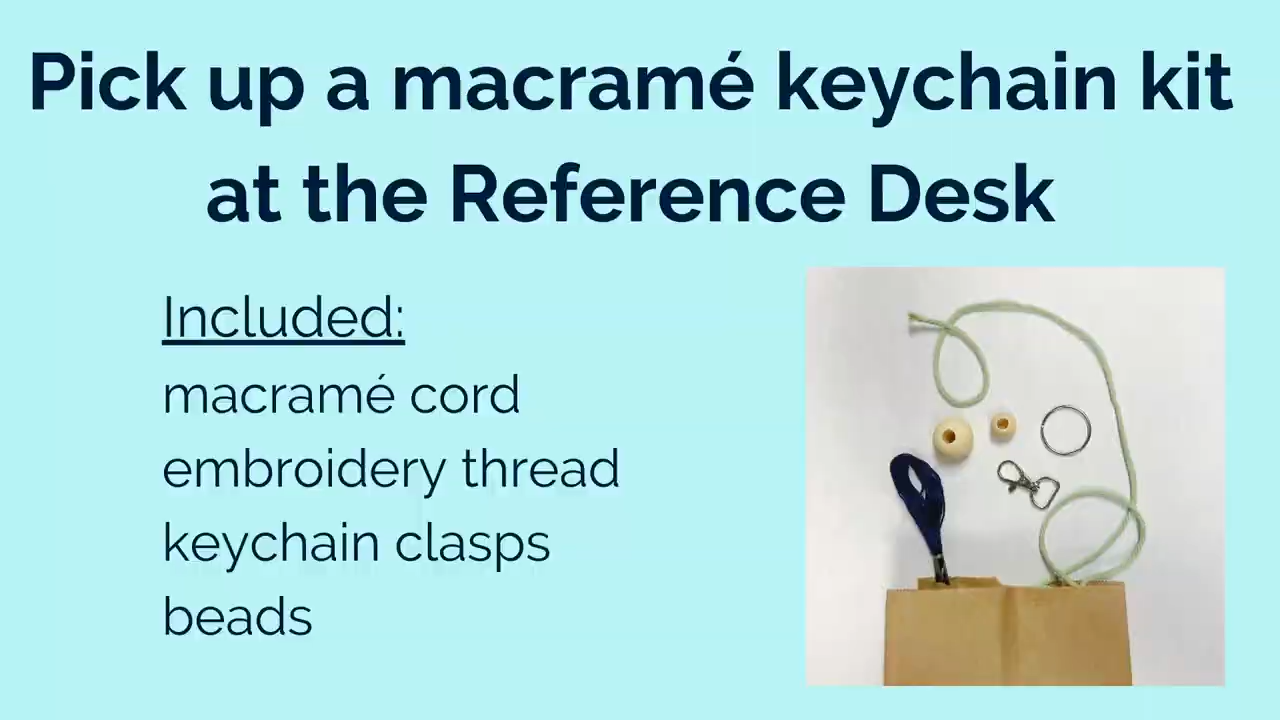 Pick up a macramé keychain kit
at the Reference Desk
Included:
macramé cord
embroidery thread
keychain clasps
beads